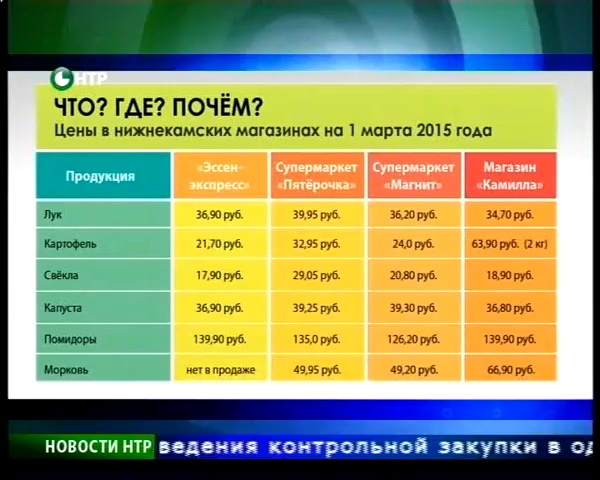 НТР
ЧТО? ГДЕ? ПОЧЁМ?
Цены в нижнекамских магазинах на 1 марта 2015 года
Продукция «Эссен-экспресс» Супермаркет «Пятёрочка» Супермаркет «Магнит» Магазин «Камилла»
Лук 36,90 руб. 39,95 руб. 36,20 руб. 34,70 руб.
Картофель 21,70 руб. 32,95 руб. 24,0 руб. 63,90 руб. (2 кг)
Свёкла 17,90 руб. 29,05 руб. 20,80 руб. 18,90 руб.
Капуста 36,90 руб. 39,25 руб. 39,30 руб. 36,80 руб.
Помидоры 139,90 руб. 135,0 руб. 126,20 руб. 139,90 руб.
Морковь нет в продаже 49,95 руб. 49,20 руб. 66,90 руб.
НОВОСТИ НТР ведения контрольной закупки в од